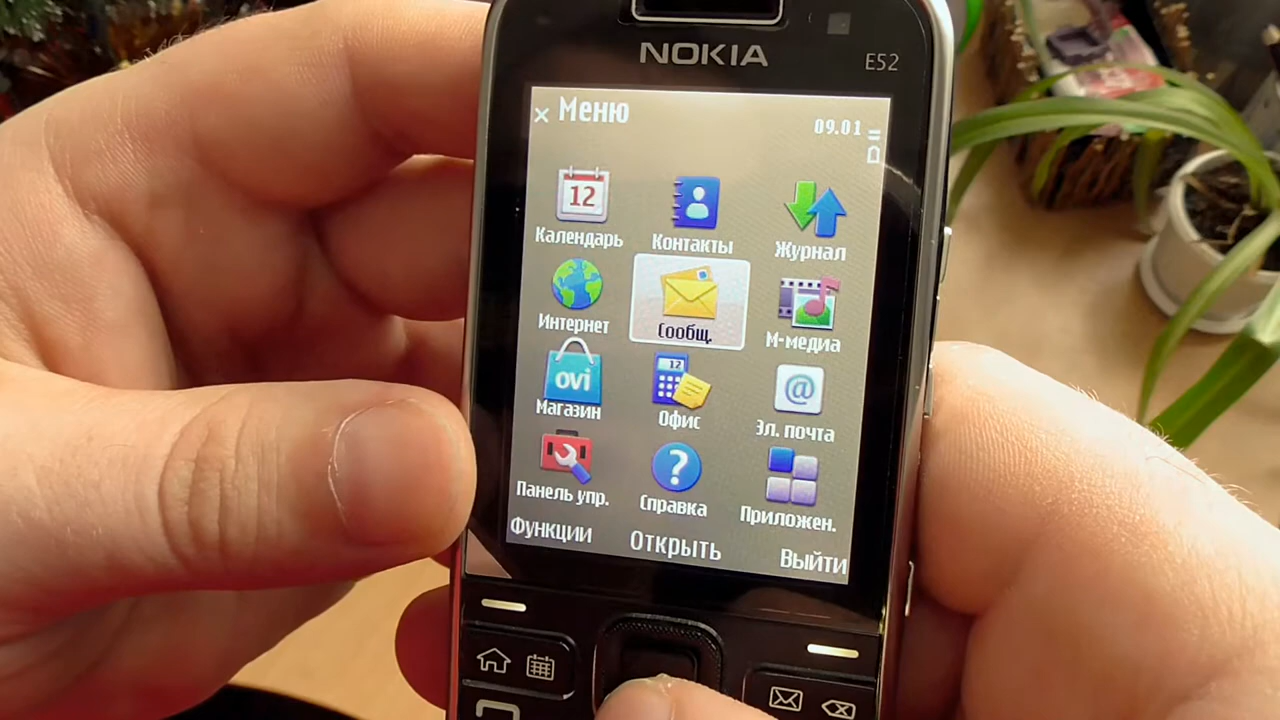 NOKIA
E52
× Меню
09.01
12
Календарь
Контакты
Журнал
Интернет
Сообщ.
М-медиа
ovi
12
@
Магазин
Офис
Эл. почта
?
Панель упр.
Справка
Приложен.
Функции
Открыть
Выйти